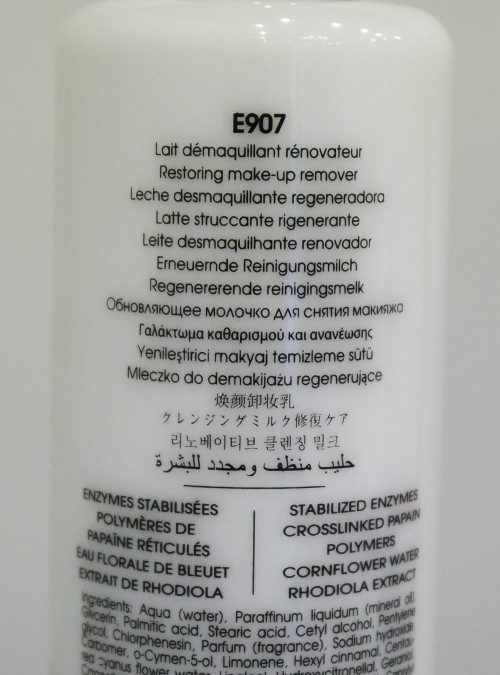 E907
Lait démaquillant rénovateur
Restoring make-up remover
Leche desmaquillante regeneradora
Latte struccante rigenerante
Leite desmaquilhante renovador
Erneuernde Reinigungsmilch
Regenererende reinigingsmelk
Обновляющее молочко для снятия макияжа
Γαλάκτωμα καθαρισμού και ανανέωσης
Yenileştirici makyaj temizleme sütü
Mleczko do demakijażu regenerujące
焕颜卸妆乳
クレンジングミルク修復ケア
리노베이티브 클렌징 밀크
حليب منظف ومجدد للبشرة
ENZYMES STABILISÉES
POLYMÈRES DE
PAPAÏNE RÉTICULÉS
EAU FLORALE DE BLEUET
EXTRAIT DE RHODIOLA
STABILIZED ENZYMES
CROSSLINKED PAPAIN
POLYMERS
CORNFLOWER WATER
RHODIOLA EXTRACT
Ingredients: Aqua (water), Paraffinum liquidum (mineral oil),
Glycerin, Palmitic acid, Stearic acid, Cetyl alcohol, Pentylene
glycol, Chlorphenesin, Parfum (fragrance), Sodium hydroxide,
Carbomer, o-Cymen-5-ol, Limonene, Hexyl cinnamal, Centau-
rea cyanus flower water, Linalool, Hydroxycitronellal, Geraniol,